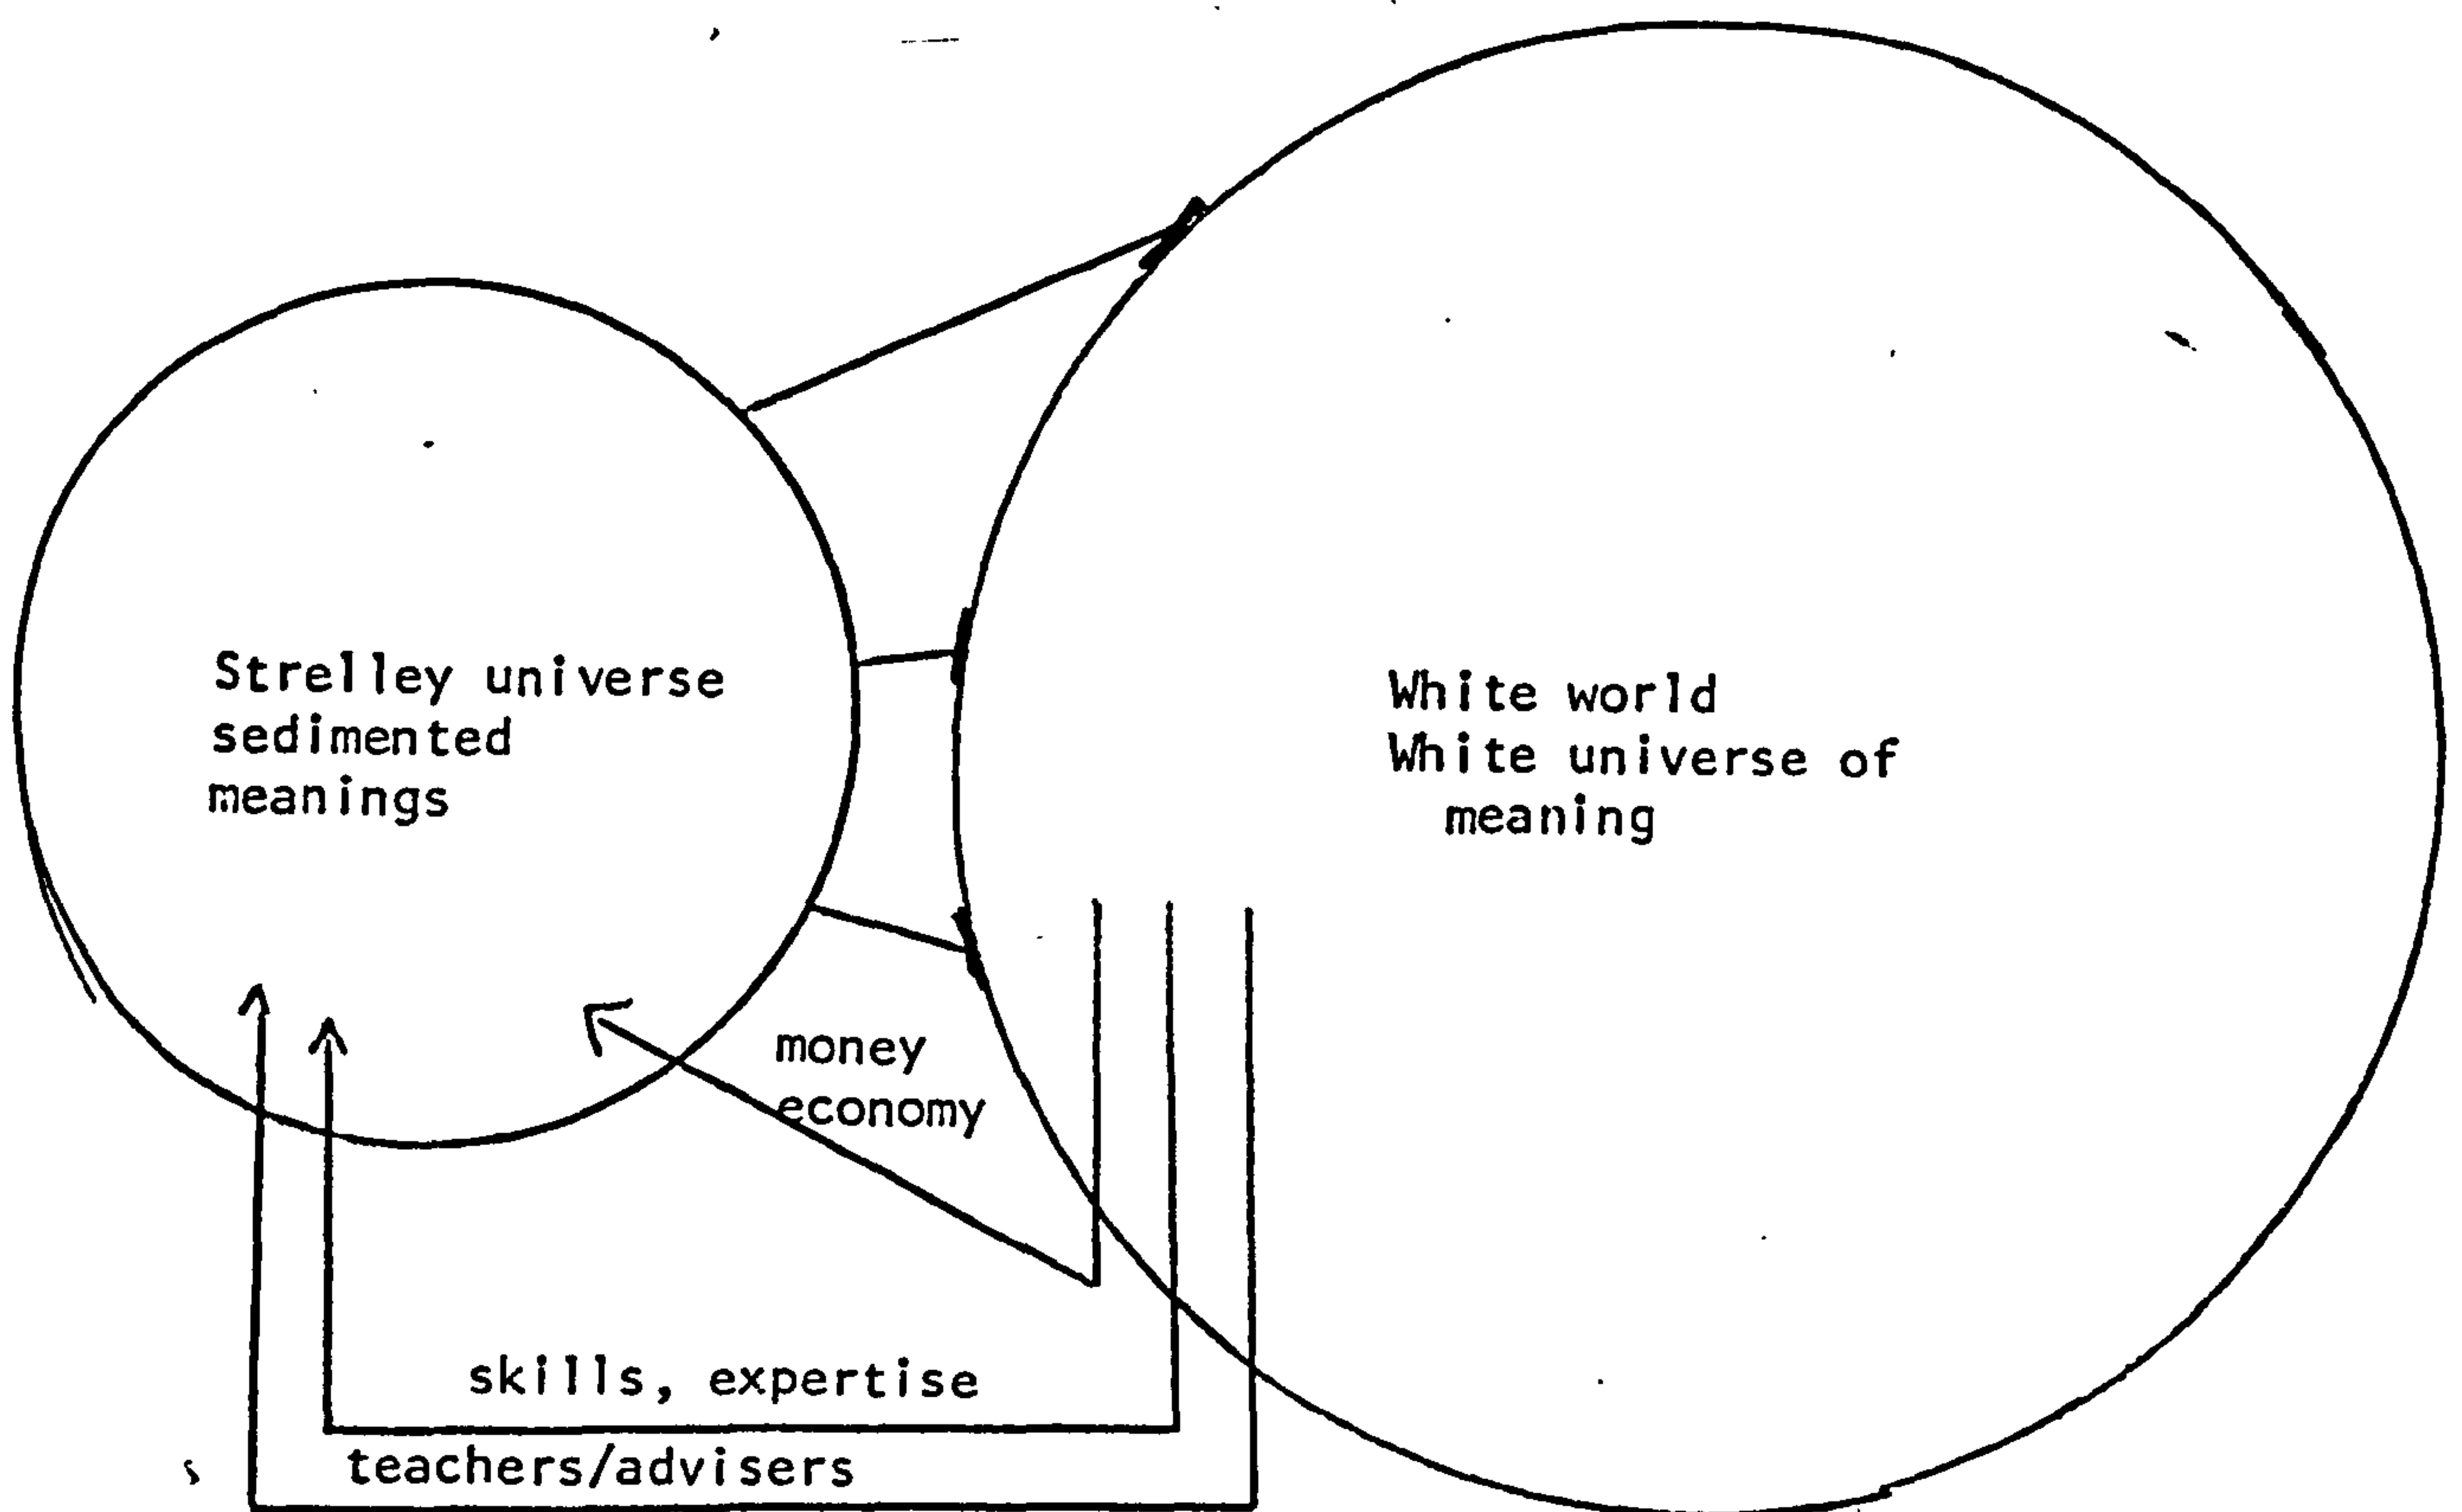 Strelley universe
sedimented
meanings
White world
White universe of
meaning
money
economy
skills, expertise
teachers/advisers